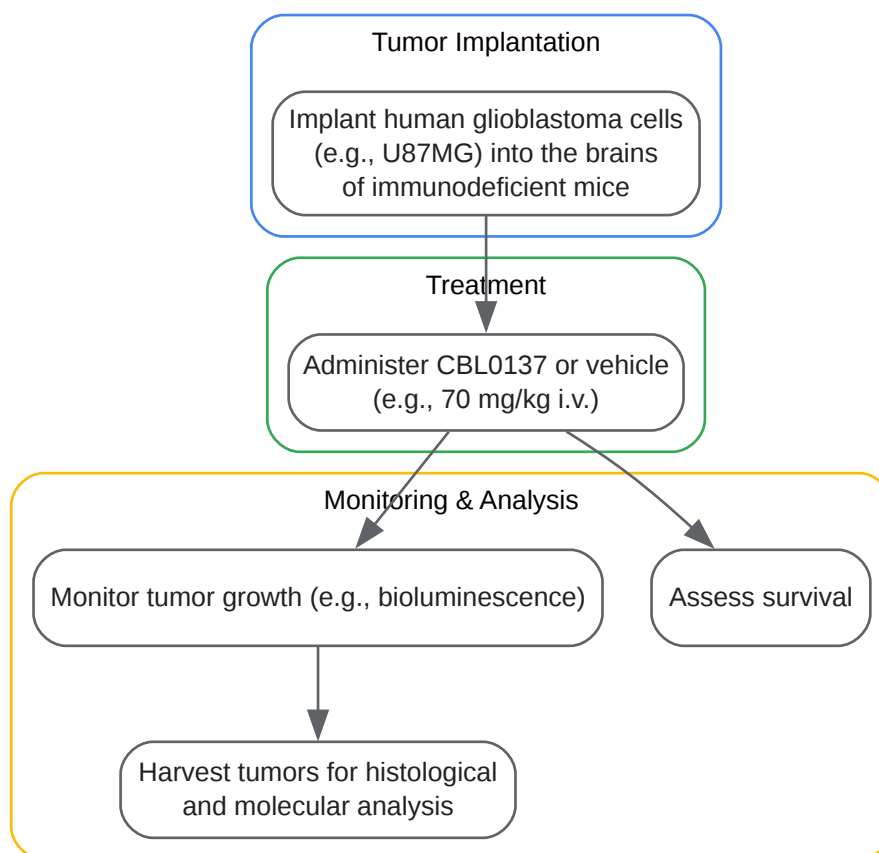 Tumor Implantation
Implant human glioblastoma cells
(e.g., U87MG) into the brains
of immunodeficient mice
Treatment
Administer CBL0137 or vehicle
(e.g., 70 mg/kg i.v.)
Monitoring & Analysis
Monitor tumor growth (e.g., bioluminescence)
Assess survival
Harvest tumors for histological
and molecular analysis